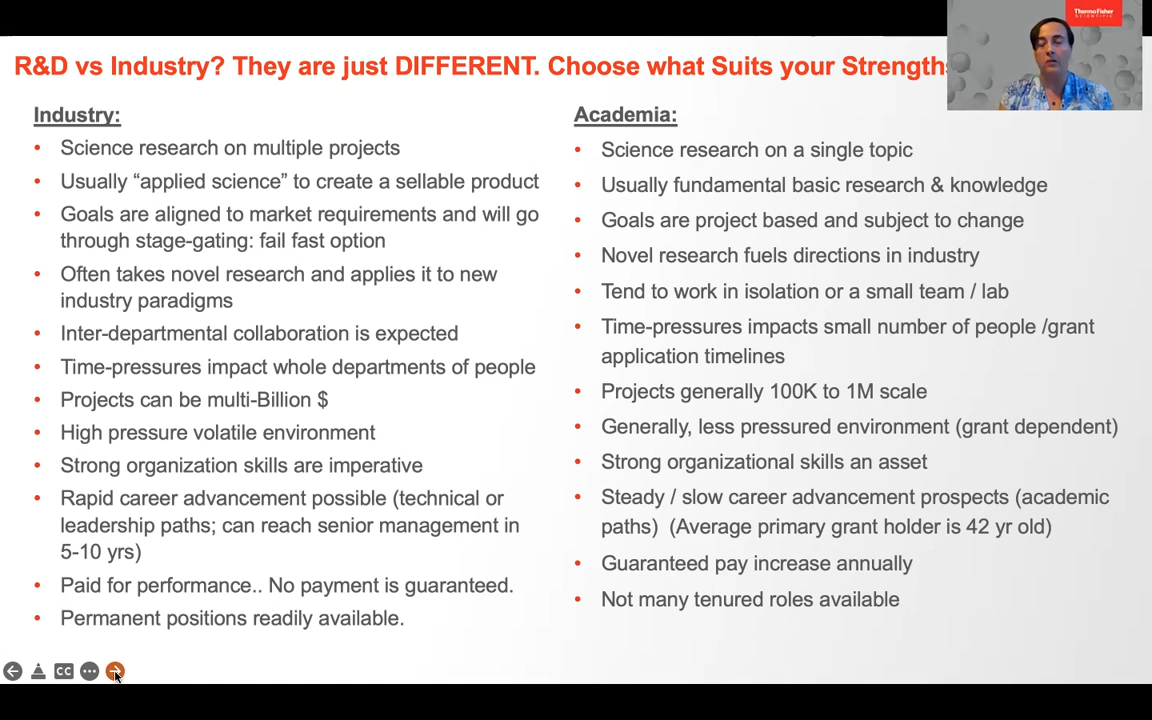 ThermoFisher
SCIENTIFIC
R&D vs Industry? They are just DIFFERENT. Choose what Suits your Strengths
Industry:
• Science research on multiple projects
• Usually “applied science” to create a sellable product
• Goals are aligned to market requirements and will go
through stage-gating: fail fast option
• Often takes novel research and applies it to new
industry paradigms
• Inter-departmental collaboration is expected
• Time-pressures impact whole departments of people
• Projects can be multi-Billion $
• High pressure volatile environment
• Strong organization skills are imperative
• Rapid career advancement possible (technical or
leadership paths; can reach senior management in
5-10 yrs)
• Paid for performance.. No payment is guaranteed.
• Permanent positions readily available.
Academia:
• Science research on a single topic
• Usually fundamental basic research & knowledge
• Goals are project based and subject to change
• Novel research fuels directions in industry
• Tend to work in isolation or a small team / lab
• Time-pressures impacts small number of people /grant
application timelines
• Projects generally 100K to 1M scale
• Generally, less pressured environment (grant dependent)
• Strong organizational skills an asset
• Steady / slow career advancement prospects (academic
paths) (Average primary grant holder is 42 yr old)
• Guaranteed pay increase annually
• Not many tenured roles available
CC